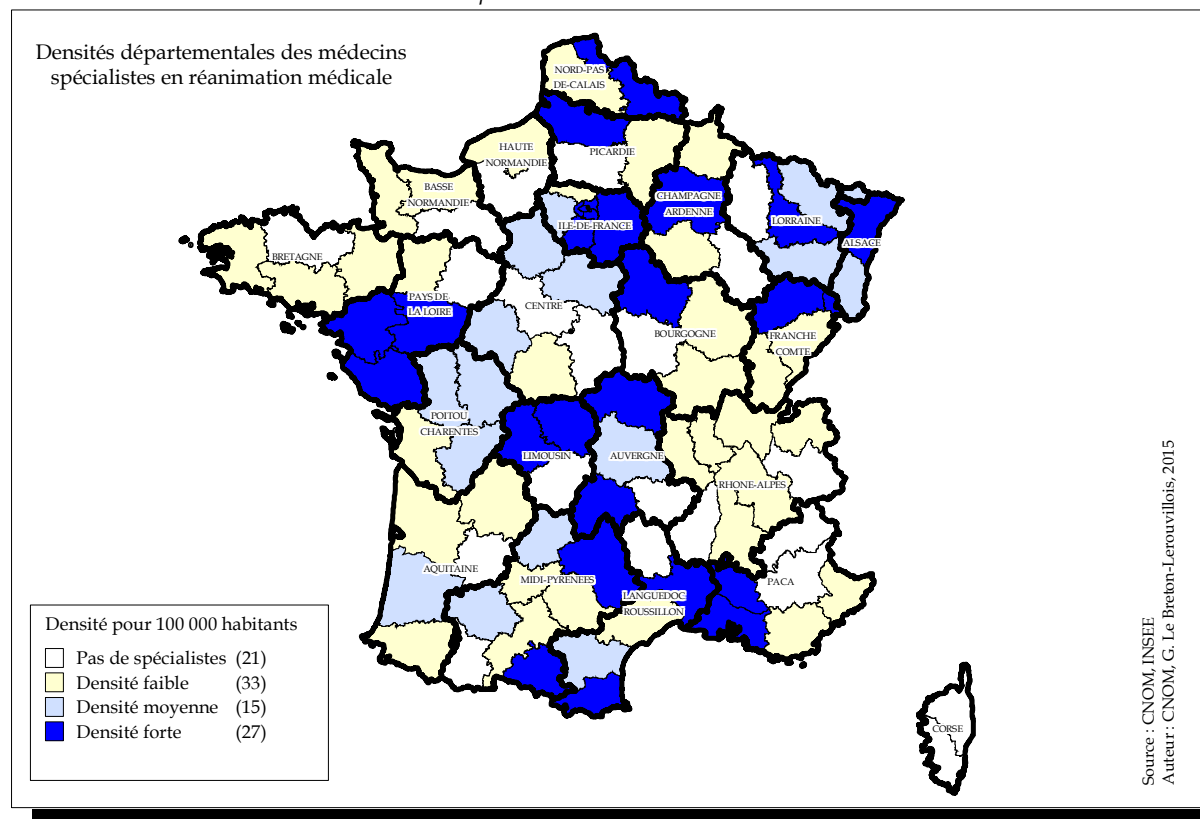 Densités départementales des médecins
spécialistes en réanimation médicale
NORD-PAS
DE-CALAIS
HAUTE
NORMANDIE
PICARDIE
BASSE
NORMANDIE
CHAMPAGNE
ARDENNE
ILE-DE-FRANCE
LORRAINE
ALSACE
BRETAGNE
PAYS DE
LA LOIRE
CENTRE
BOURGOGNE
FRANCHE
COMTE
POITOU
CHARENTES
LIMOUSIN
AUVERGNE
RHONE-ALPES
AQUITAINE
MIDI-PYRENEES
LANGUEDOC
ROUSSILLON
PACA
CORSE
Densité pour 100 000 habitants
Pas de spécialistes (21)
Densité faible (33)
Densité moyenne (15)
Densité forte (27)
Source : CNOM, INSEE
Auteur : CNOM, G. Le Breton-Lerouvillois, 2015